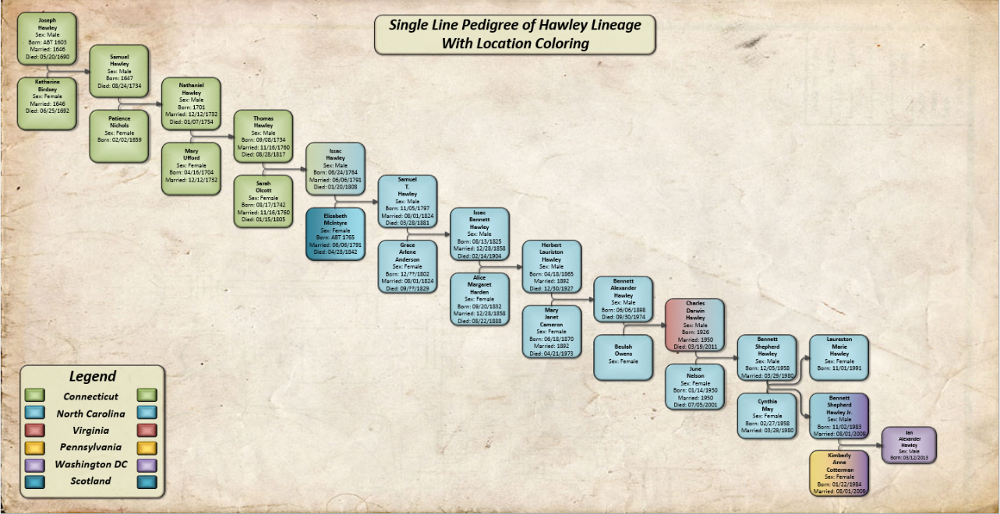 Single Line Pedigree of Hawley Lineage
With Location Coloring
Joseph
Hawley
Sex: Male
Born: ABT 1603
Married: 1646
Died: 05/20/1690
Katharine
Birdsey
Sex: Female
Married: 1646
Died: 06/25/1692
Samuel
Hawley
Sex: Male
Born: 1647
Died: 08/24/1734
Patience
Nichols
Sex: Female
Born: 02/02/1659
Nathaniel
Hawley
Sex: Male
Born: 1701
Married: 12/12/1732
Died: 01/07/1754
Mary
Ufford
Sex: Female
Born: 04/16/1704
Married: 12/12/1732
Thomas
Hawley
Sex: Male
Born: 09/08/1734
Married: 11/16/1760
Died: 08/28/1817
Sarah
Olcott
Sex: Female
Born: 08/17/1742
Married: 11/16/1760
Died: 01/15/1805
Issac
Hawley
Sex: Male
Born: 06/24/1764
Married: 06/06/1791
Died: 01/20/1808
Elizabeth
McIntyre
Sex: Female
Born: ABT 1765
Married: 06/06/1791
Died: 04/28/1842
Samuel
T.
Hawley
Sex: Male
Born: 11/05/1797
Married: 08/01/1824
Died: 03/28/1881
Grace
Arlene
Anderson
Sex: Female
Born: 12/??/1802
Married: 08/01/1824
Died: 09/??/1829
Issac
Bennett
Hawley
Sex: Male
Born: 08/13/1825
Married: 12/28/1858
Died: 02/14/1904
Alice
Margaret
Harden
Sex: Female
Born: 09/20/1832
Married: 12/28/1858
Died: 08/22/1888
Herbert
Lauriston
Hawley
Sex: Male
Born: 04/18/1865
Married: 1892
Died: 12/30/1927
Mary
Janet
Cameron
Sex: Female
Born: 06/18/1870
Married: 1892
Died: 04/21/1973
Bennett
Alexander
Hawley
Sex: Male
Born: 06/06/1898
Died: 09/30/1974
Beulah
Owens
Sex: Female
Charles
Darwin
Hawley
Sex: Male
Born: 1926
Married: 1950
Died: 03/19/2011
June
Nelson
Sex: Female
Born: 01/14/1930
Married: 1950
Died: 07/05/2001
Bennett
Shepherd
Hawley
Sex: Male
Born: 12/05/1958
Married: 03/29/1980
Cynthia
May
Sex: Female
Born: 02/27/1958
Married: 03/29/1980
Laureston
Marie
Hawley
Sex: Female
Born: 11/01/1991
Bennett
Shepherd
Hawley Jr.
Sex: Male
Born: 11/02/1983
Married: 08/01/2009
Kimberly
Anne
Cotterman
Sex: Female
Born: 01/22/1984
Married: 08/01/2009
Ian
Alexander
Hawley
Sex: Male
Born: 03/12/2013
Legend
Connecticut
North Carolina
Virginia
Pennsylvania
Washington DC
Scotland